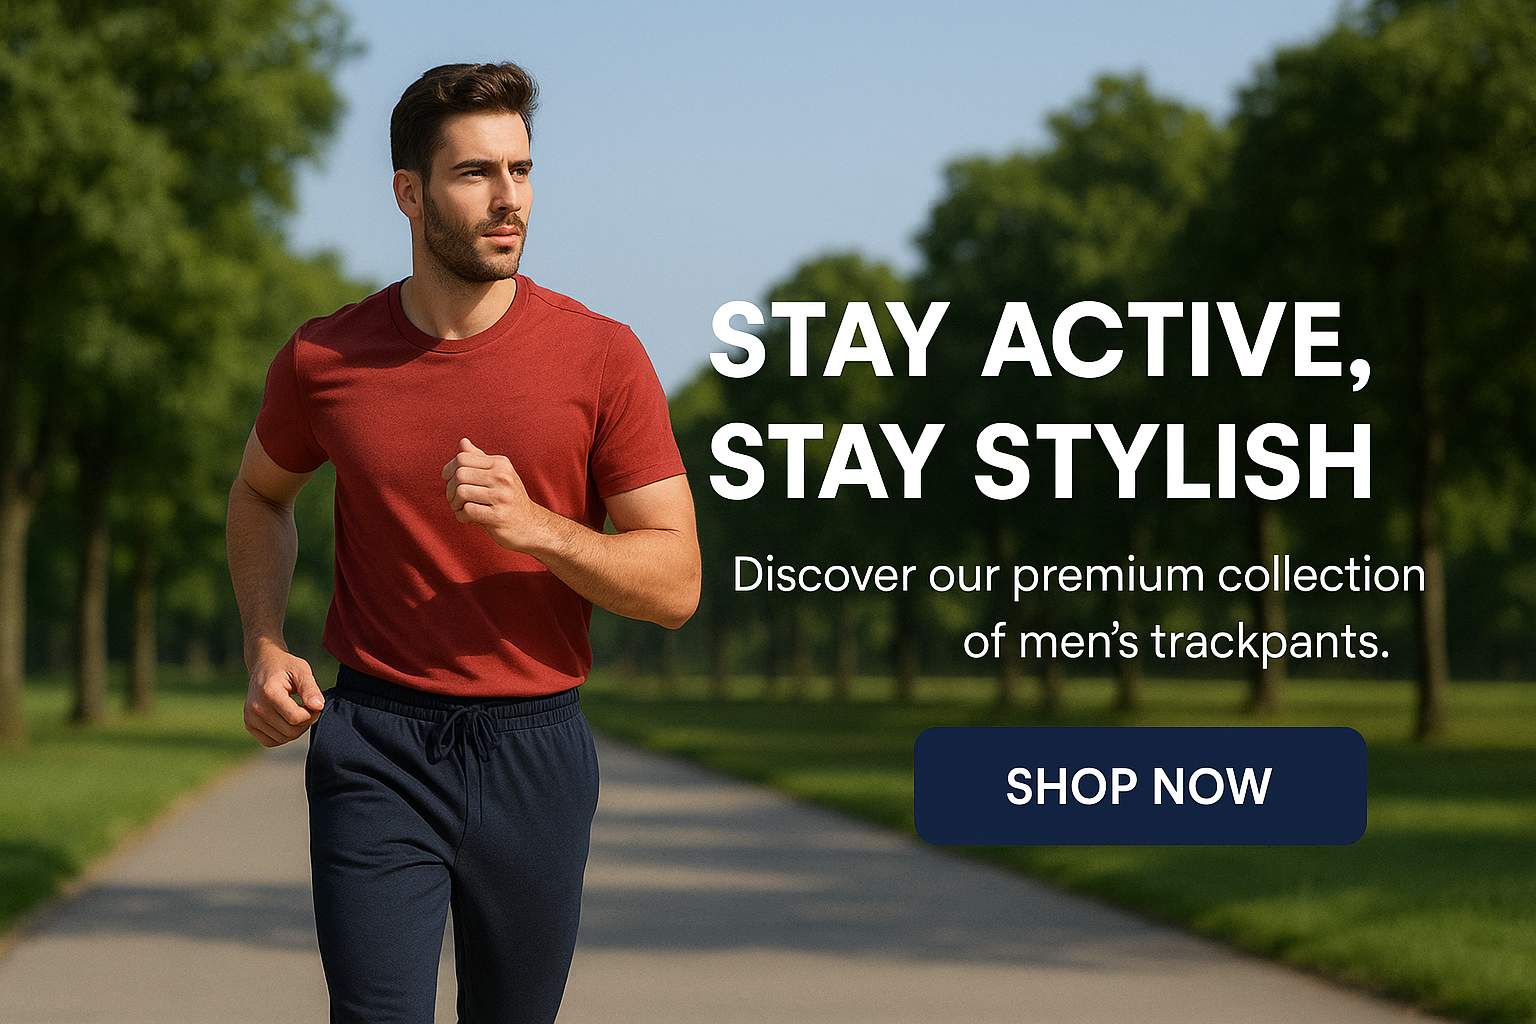 STAY ACTIVE,
STAY STYLISH
Discover our premium collection
of men’s trackpants.
SHOP NOW